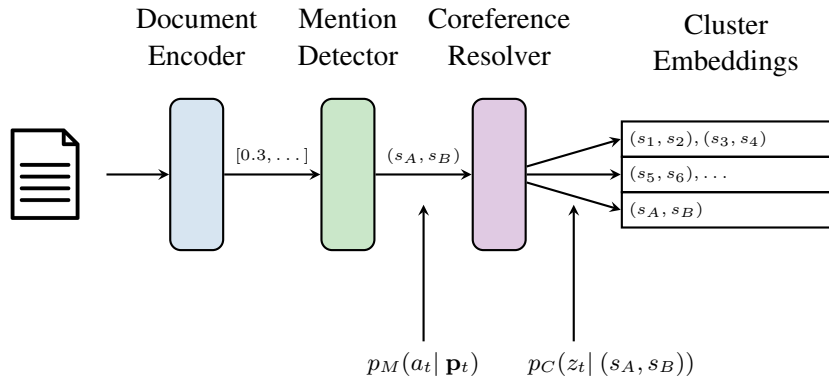 Document Encoder
Mention Detector
Coreference Resolver
Cluster Embeddings
[0.3, . . . ]
(s_A, s_B)
(s_1, s_2), (s_3, s_4)
(s_5, s_6), . . .
(s_A, s_B)
p_M(a_t| p_t)
p_C(z_t| (s_A, s_B))